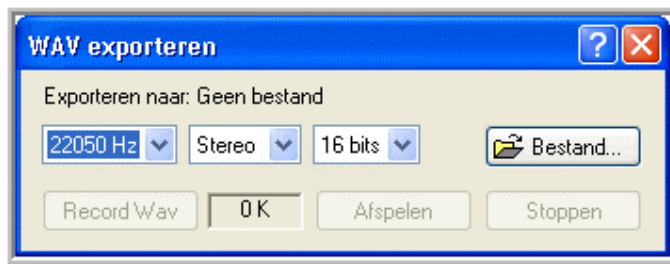 WAV exporteren
Exporteren naar: Geen bestand
22050 Hz Stereo 16 bits Bestand...
Record Wav 0 K Afspelen Stoppen